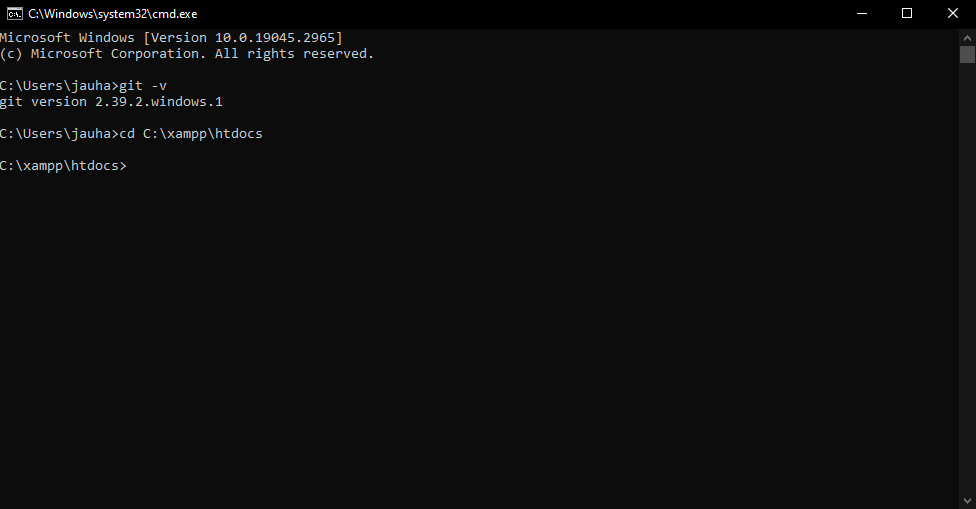 C:\Windows\system32\cmd.exe
Microsoft Windows [Version 10.0.19045.2965]
(c) Microsoft Corporation. All rights reserved.
C:\Users\jauha>git -v
git version 2.39.2.windows.1
C:\Users\jauha>cd C:\xampp\htdocs
C:\xampp\htdocs>